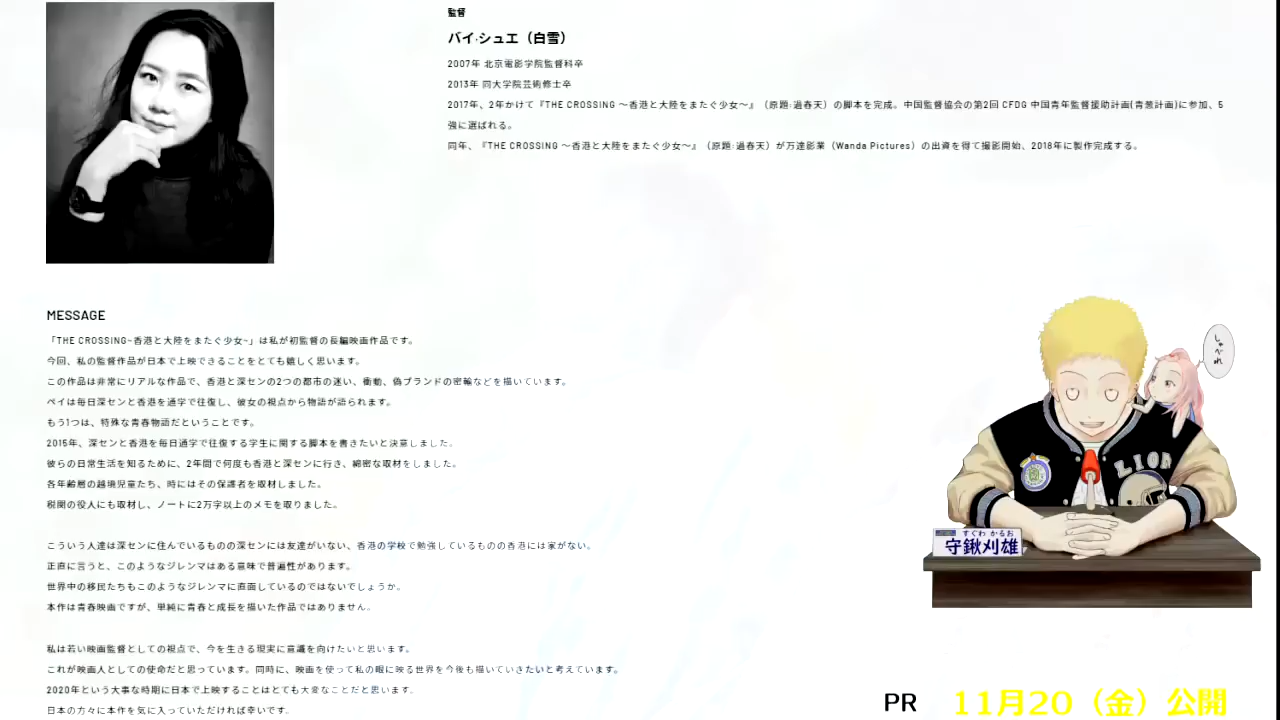 監督
バイ・シュエ（白雪）
2007年 北京電影学院監督科卒
2013年 同大学院芸術修士卒
2017年、2年かけて『THE CROSSING ～香港と大陸をまたぐ少女～』（原題:過春天）の脚本を完成。中国監督協会の第2回 CFDG 中国青年監督援助計画(青葱計画)に参加、5
強に選ばれる。
同年、『THE CROSSING ～香港と大陸をまたぐ少女～』（原題:過春天）が万達影業（Wanda Pictures）の出資を得て撮影開始、2018年に製作完成する。
MESSAGE
「THE CROSSING~香港と大陸をまたぐ少女~」は私が初監督の長編映画作品です。
今回、私の監督作品が日本で上映できることをとても嬉しく思います。
この作品は非常にリアルな作品で、香港と深センの2つの都市の迷い、衝動、偽ブランドの密輸などを描いています。
ペイは毎日深センと香港を通学で往復し、彼女の視点から物語が語られます。
もう1つは、特殊な青春物語だということです。
2015年、深センと香港を毎日通学で往復する学生に関する脚本を書きたいと決意しました。
彼らの日常生活を知るために、2年間で何度も香港と深センに行き、綿密な取材をしました。
各年齢層の越境児童たち、時にはその保護者を取材しました。
税関の役人にも取材し、ノートに2万字以上のメモを取りました。
こういう人達は深センに住んでいるものの深センには友達がいない、香港の学校で勉強しているものの香港には家がない。
正直に言うと、このようなジレンマはある意味で普遍性があります。
世界中の移民たちもこのようなジレンマに直面しているのではないでしょうか。
本作は青春映画ですが、単純に青春と成長を描いた作品ではありません。
私は若い映画監督としての視点で、今を生きる現実に意識を向けたいと思います。
これが映画人としての使命だと思っています。同時に、映画を使って私の眼に映る世界を今後も描いていきたいと考えています。
2020年という大事な時期に日本で上映することはとても大変なことだと思います。
日本の方々に本作を気に入っていただければ幸いです。
しゃべれ
LION
すぐわ かるお
守鍬刈雄
PR 11月20（金）公開